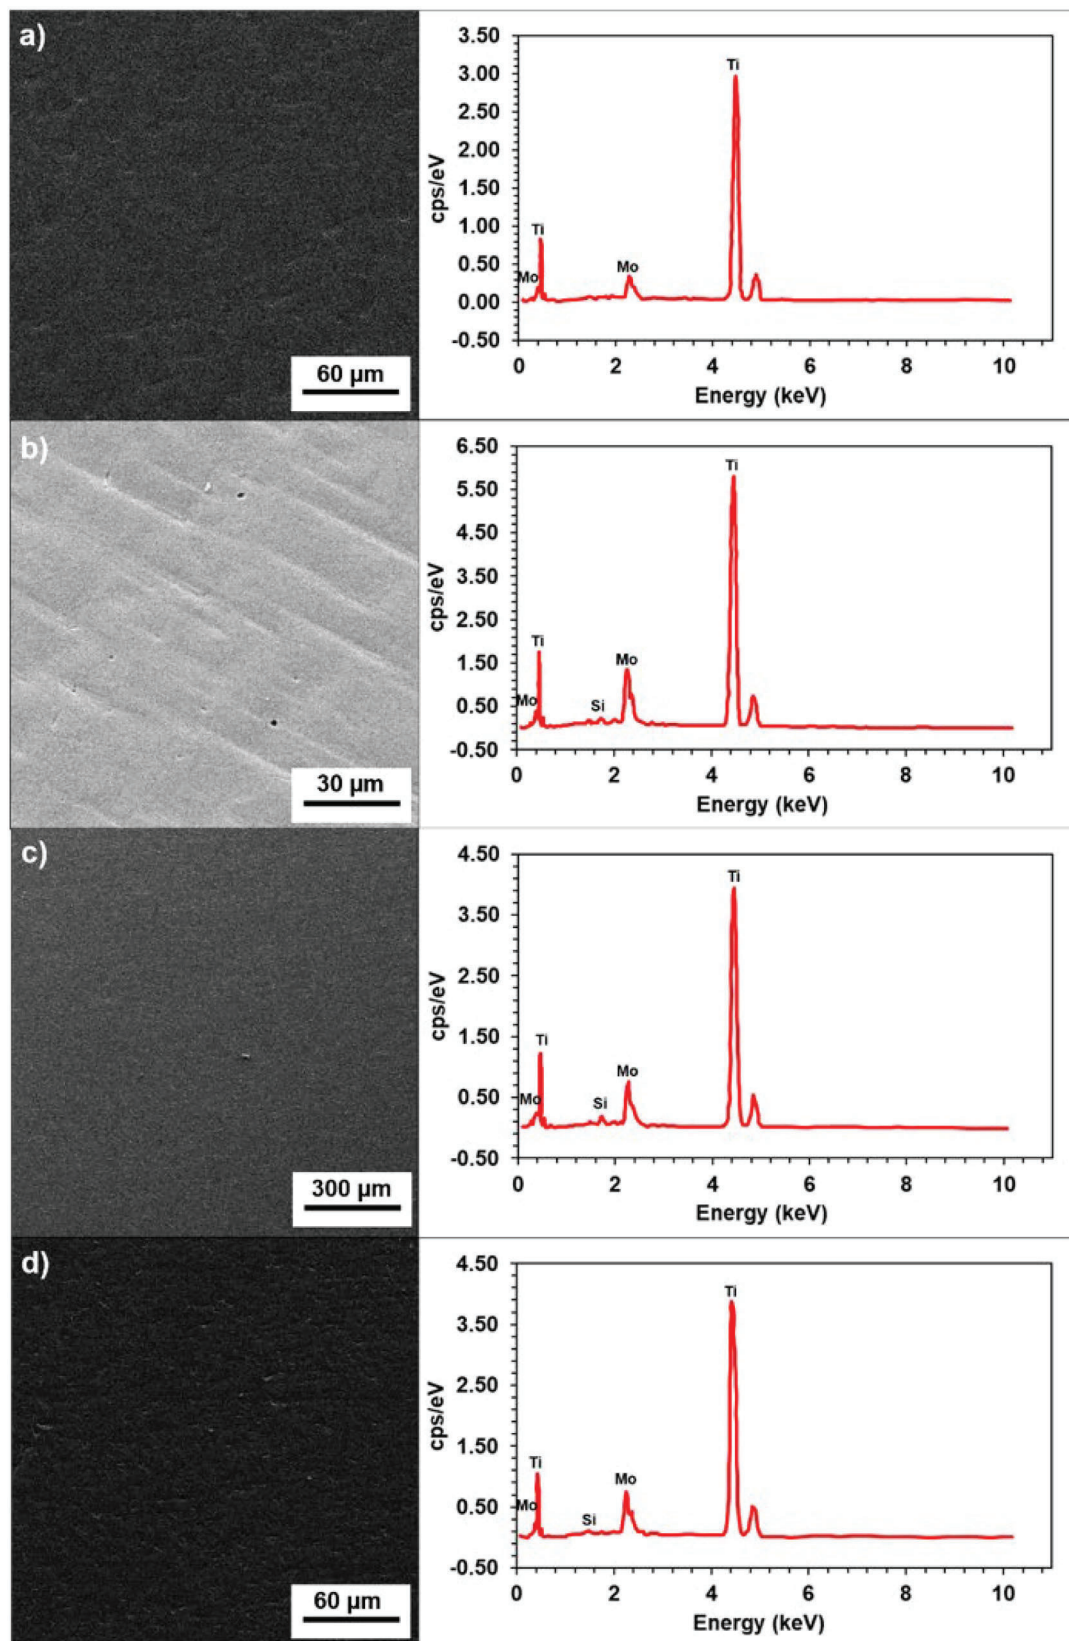 a)
60 µm
3.50
3.00
2.50
2.00
1.50
1.00
0.50
0.00
-0.50
cps/eV
Mo
Ti
Mo
Ti
0 2 4 6 8 10
Energy (keV)
b)
30 µm
6.50
5.50
4.50
3.50
2.50
1.50
0.50
-0.50
cps/eV
Mo
Ti
Si
Mo
Ti
0 2 4 6 8 10
Energy (keV)
c)
300 µm
4.50
3.50
2.50
1.50
0.50
-0.50
cps/eV
Mo
Ti
Si
Mo
Ti
0 2 4 6 8 10
Energy (keV)
d)
60 µm
4.50
3.50
2.50
1.50
0.50
-0.50
cps/eV
Mo
Ti
Si
Mo
Ti
0 2 4 6 8 10
Energy (keV)